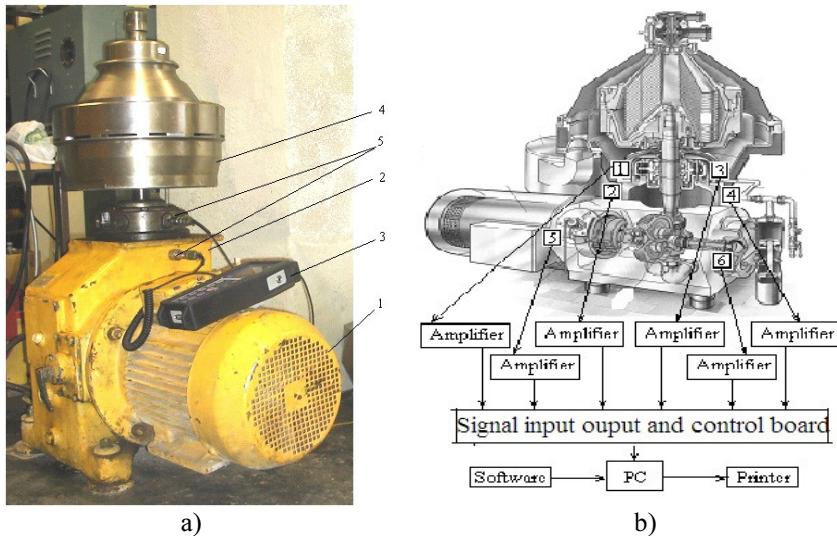 4
5
2
3
1
a)
1
3
2
4
5
6
Amplifier Amplifier Amplifier Amplifier
Amplifier Amplifier
Signal input ouput and control board
Software PC Printer
b)